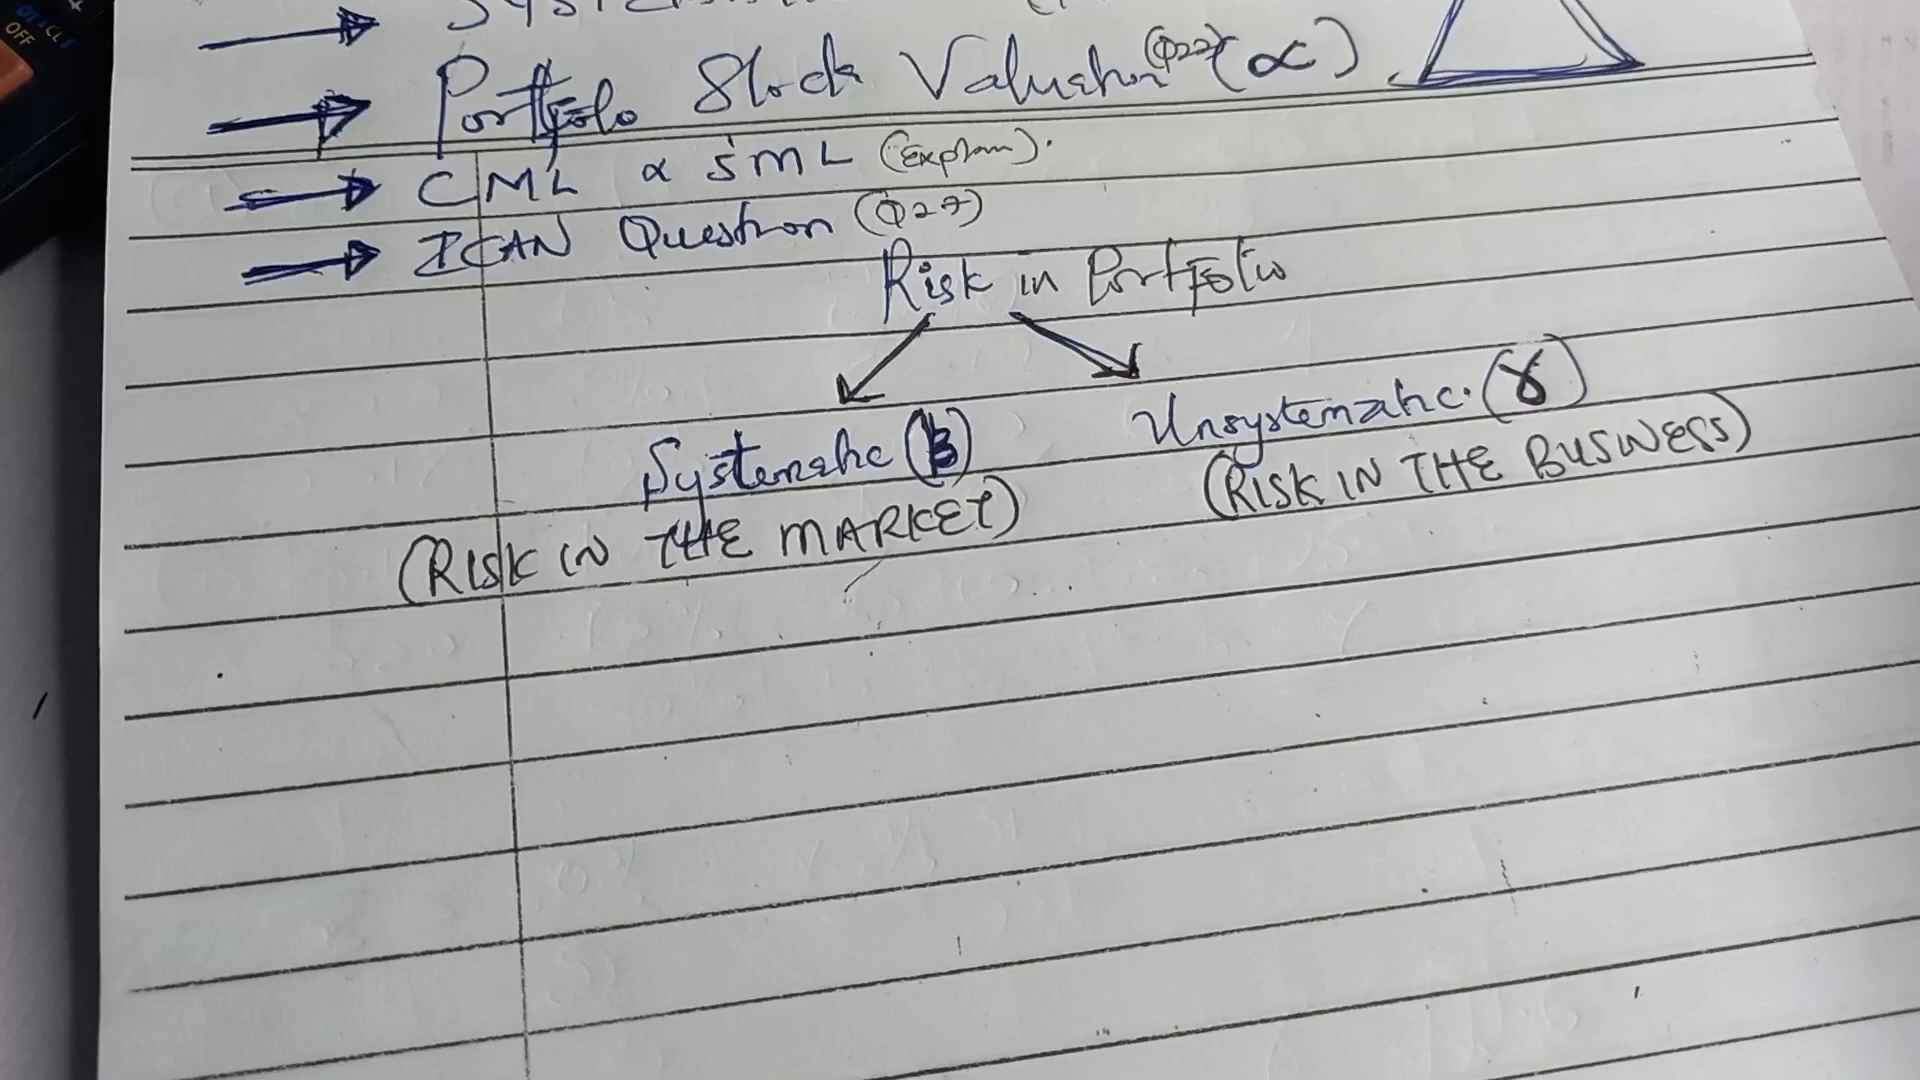 OFF
Portfolio Stock Valuation (Q22) (α)
CML & SML (Explain).
ICAN Question (Q27)
Risk in Portfolio
Systematic (B) Unsystematic. (γ)
(RISK IN THE MARKET) (RISK IN THE BUSINESS)